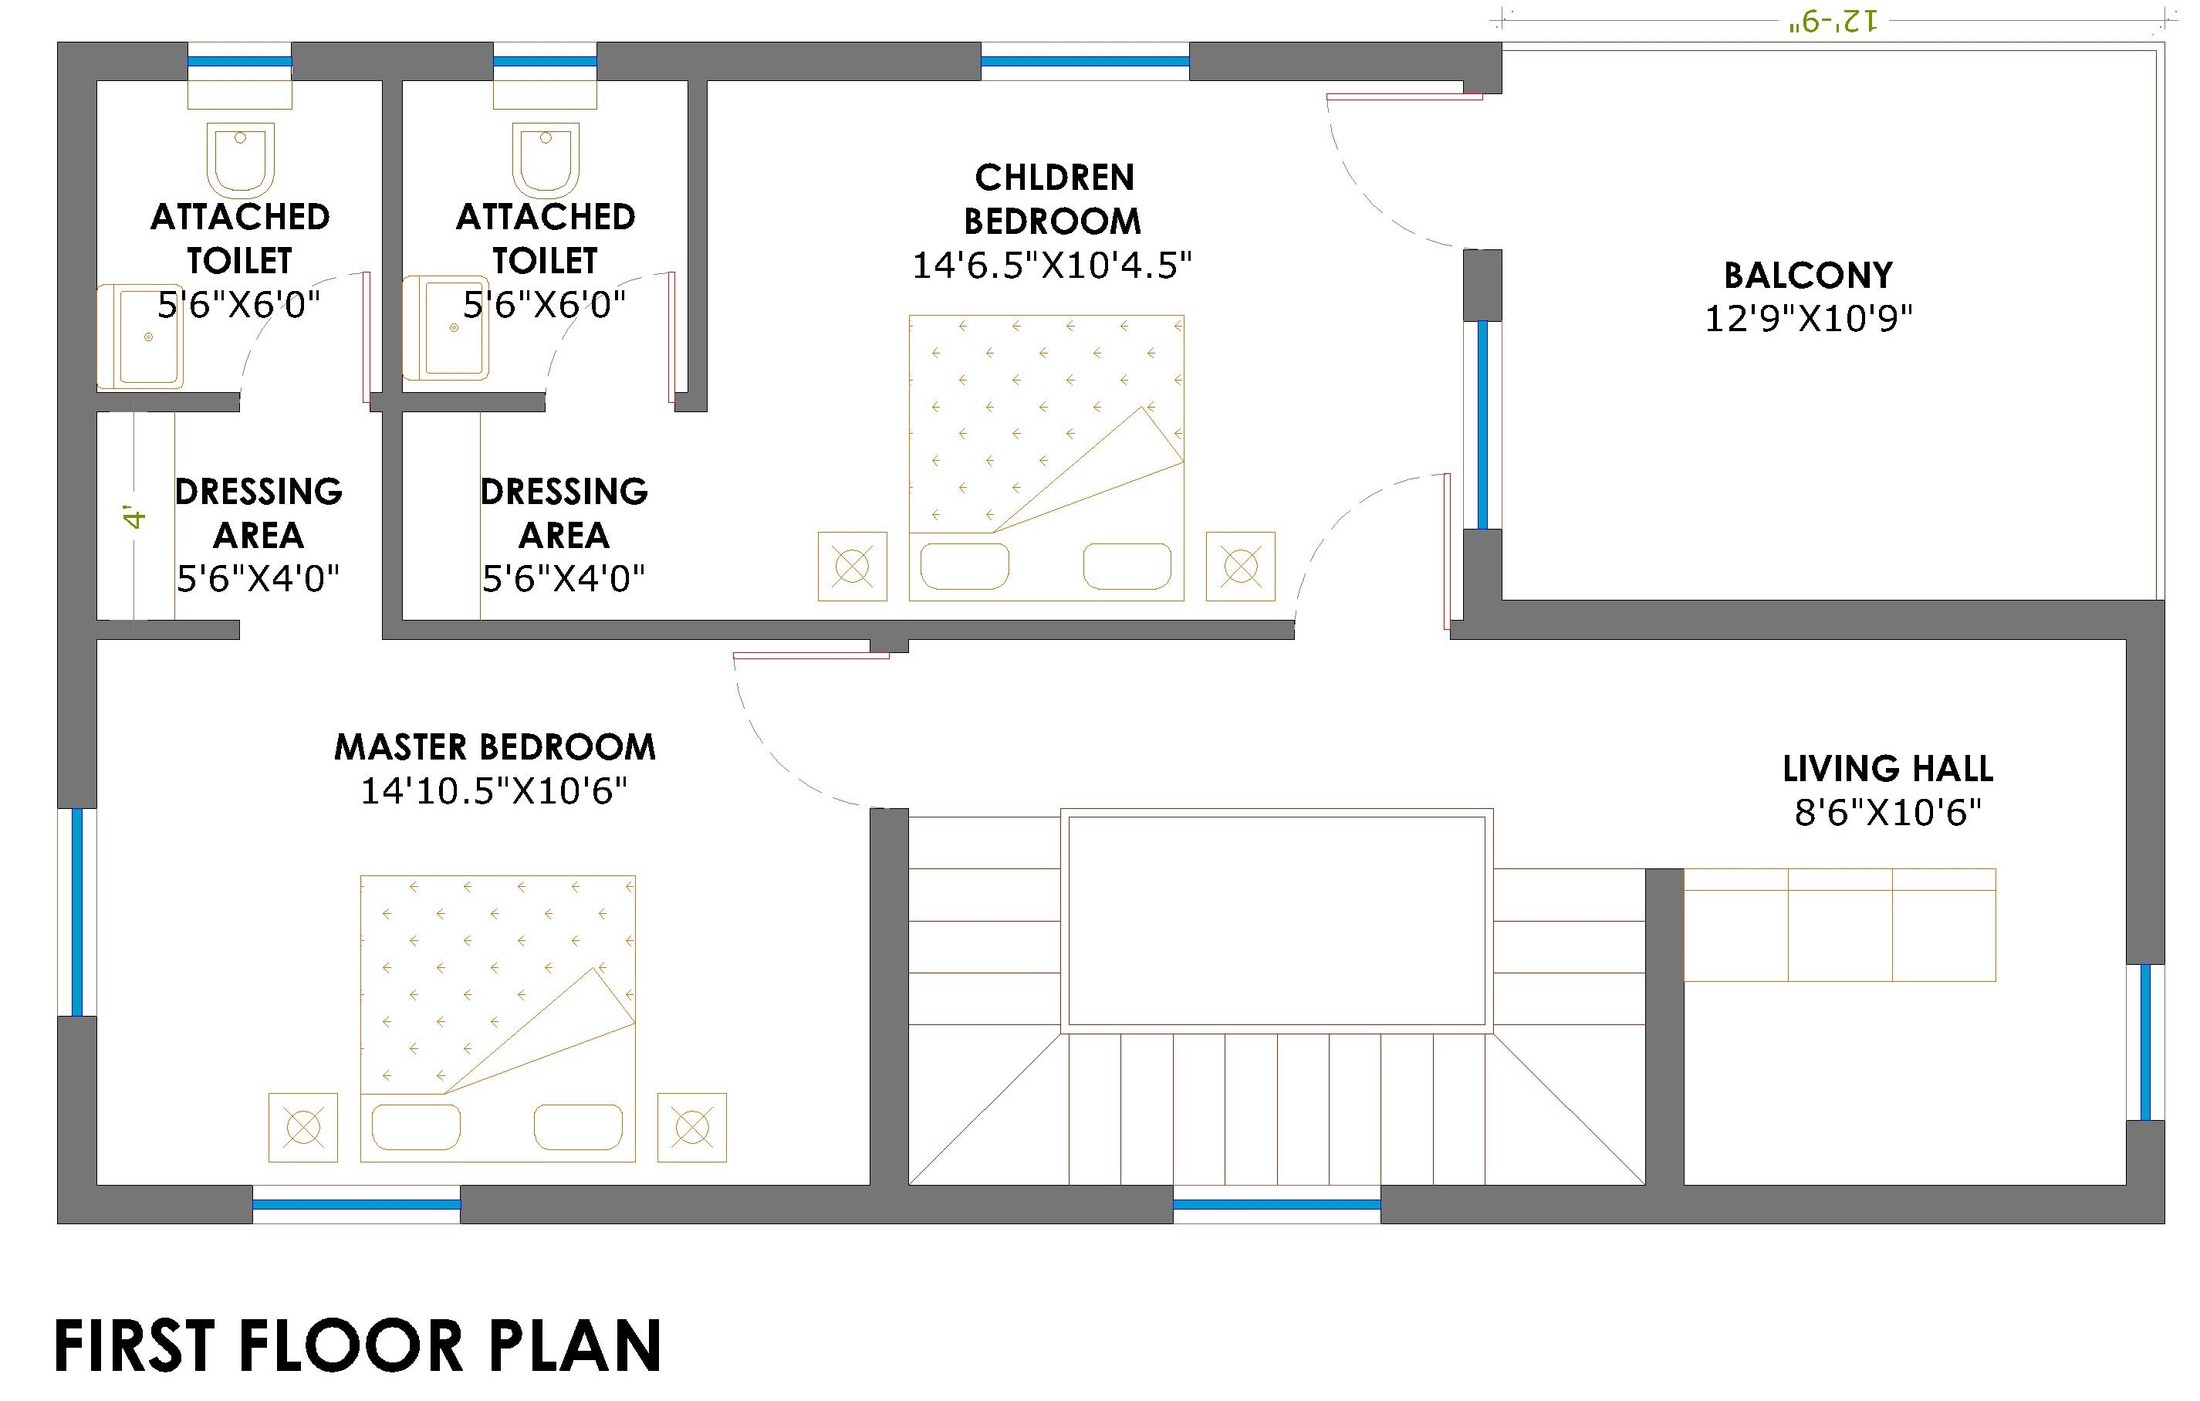 12'-9"
ATTACHED
TOILET
5'6"X6'0"
ATTACHED
TOILET
5'6"X6'0"
CHLDREN
BEDROOM
14'6.5"X10'4.5"
BALCONY
12'9"X10'9"
4'
DRESSING
AREA
5'6"X4'0"
DRESSING
AREA
5'6"X4'0"
MASTER BEDROOM
14'10.5"X10'6"
LIVING HALL
8'6"X10'6"
FIRST FLOOR PLAN